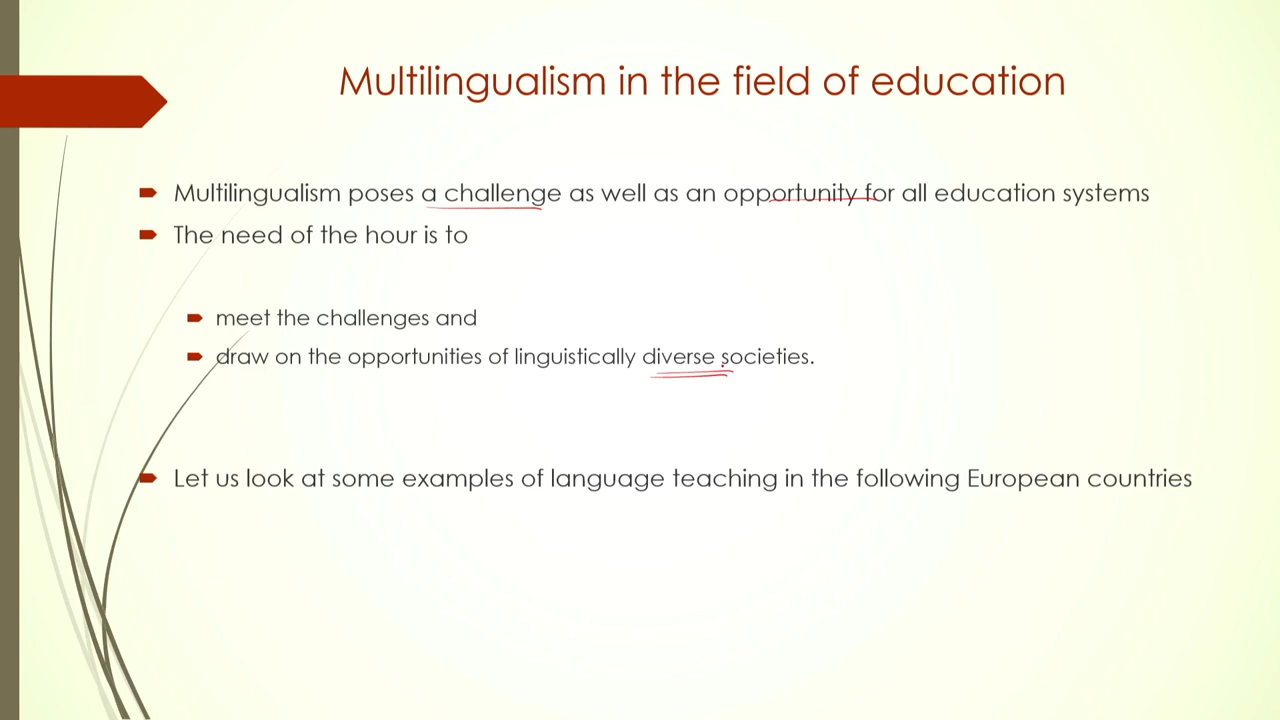 Multilingualism in the field of education
Multilingualism poses a challenge as well as an opportunity for all education systems
The need of the hour is to
meet the challenges and
draw on the opportunities of linguistically diverse societies.
Let us look at some examples of language teaching in the following European countries